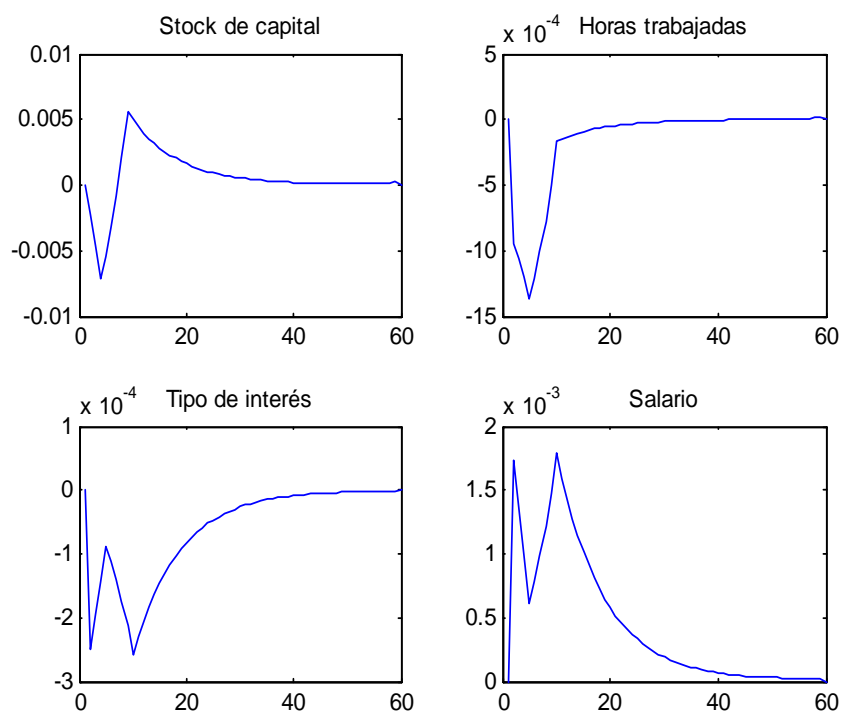 Stock de capital
0.01
0.005
0
-0.005
-0.01
0 20 40 60
x 10^-4 Horas trabajadas
5
0
-5
-10
-15
0 20 40 60
x 10^-4 Tipo de interés
1
0
-1
-2
-3
0 20 40 60
x 10^-3 Salario
2
1.5
1
0.5
0
0 20 40 60